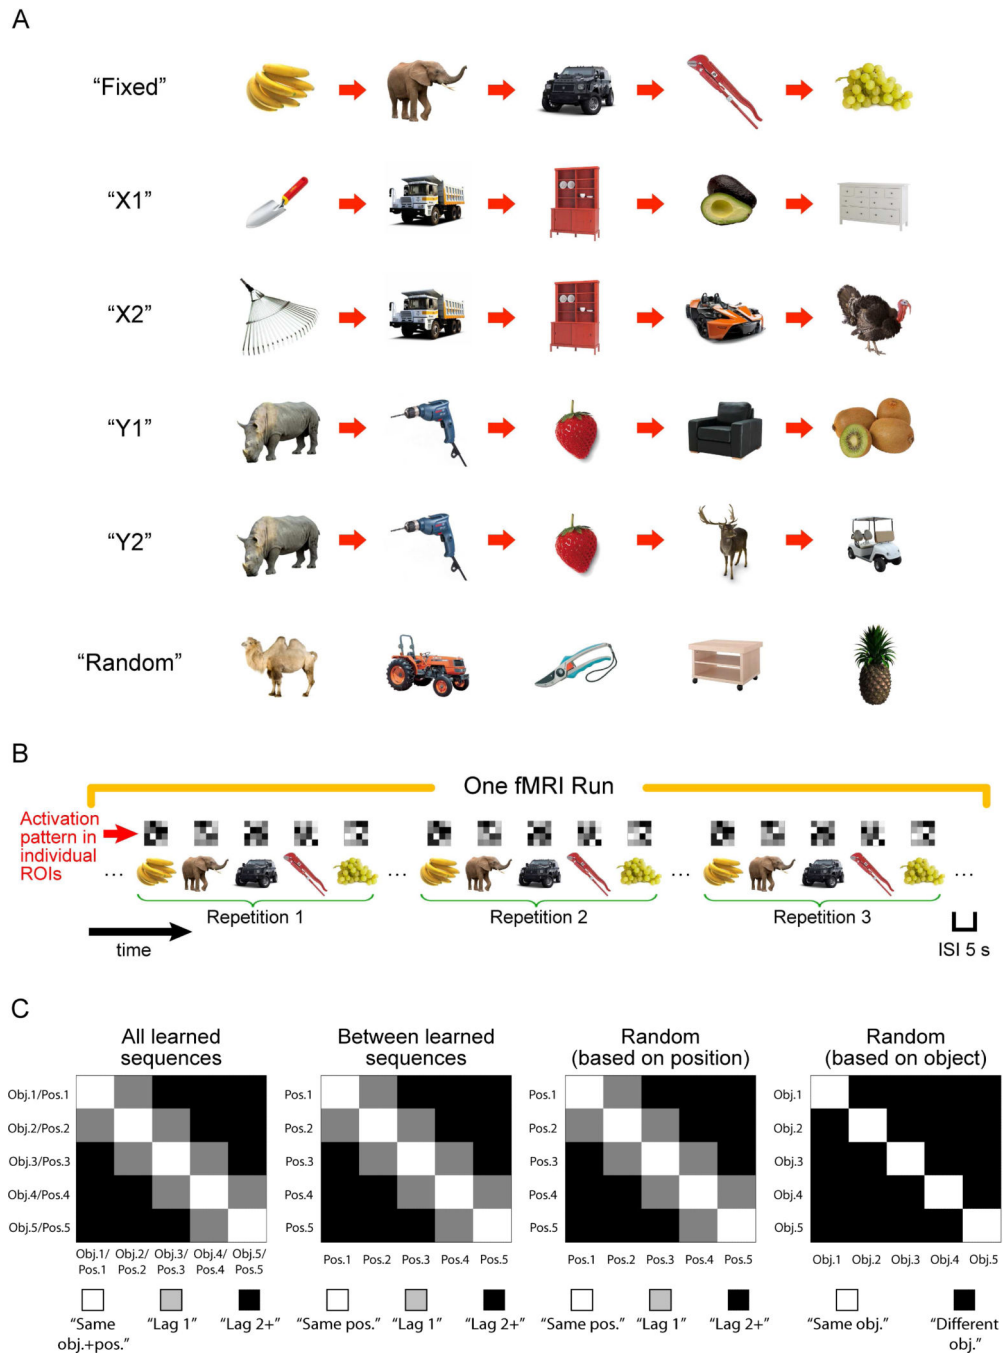 A
“Fixed”
“X1”
“X2”
“Y1”
“Y2”
“Random”
B
One fMRI Run
Activation
pattern in
individual
ROIs
... ... ... ...
Repetition 1
Repetition 2
Repetition 3
time
ISI 5 s
C
All learned
sequences
Obj.1/Pos.1
Obj.2/Pos.2
Obj.3/Pos.3
Obj.4/Pos.4
Obj.5/Pos.5
Obj.1/ Obj.2/ Obj.3/ Obj.4/ Obj.5/
Pos.1 Pos.2 Pos.3 Pos.4 Pos.5
“Same
obj.+pos.”
“Lag 1”
“Lag 2+”
Between learned
sequences
Pos.1
Pos.2
Pos.3
Pos.4
Pos.5
Pos.1 Pos.2 Pos.3 Pos.4 Pos.5
“Same pos.”
“Lag 1”
“Lag 2+”
Random
(based on position)
Pos.1
Pos.2
Pos.3
Pos.4
Pos.5
Pos.1 Pos.2 Pos.3 Pos.4 Pos.5
“Same pos.”
“Lag 1”
“Lag 2+”
Random
(based on object)
Obj.1
Obj.2
Obj.3
Obj.4
Obj.5
Obj.1 Obj.2 Obj.3 Obj.4 Obj.5
“Same obj.”
“Different
obj.”